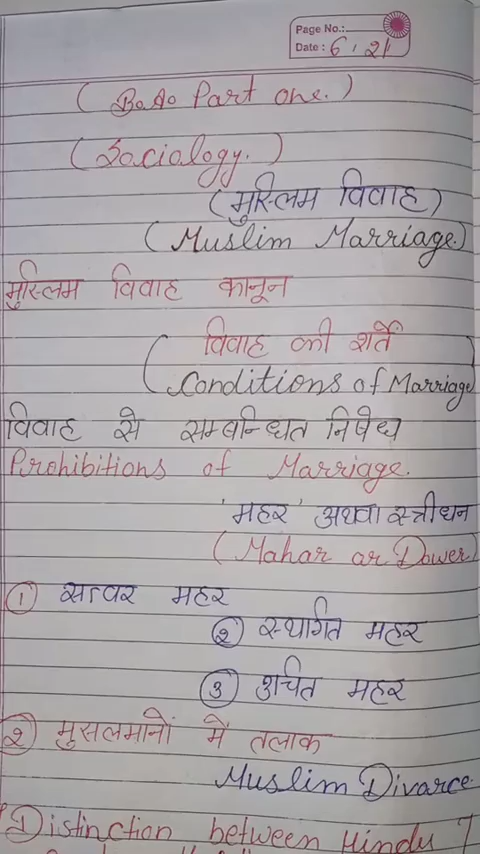 Page No.:
Date: 6.21
(B.A. Part one.)
(Sociology.)
(मुस्लिम विवाह)
(Muslim Marriage.)
मुस्लिम विवाह कानून
विवाह की शर्तें
(Conditions of Marriage
विवाह से सम्बन्धित निषेध
Prohibitions of Marriage.
'महर' अथवा स्त्रीधन
(Mahar ar Dower)
① सत्वर महर
② स्थगित महर
③ उचित महर
② मुसलमानों में तलाक
Muslim Divarce.
Distinction between Hindu